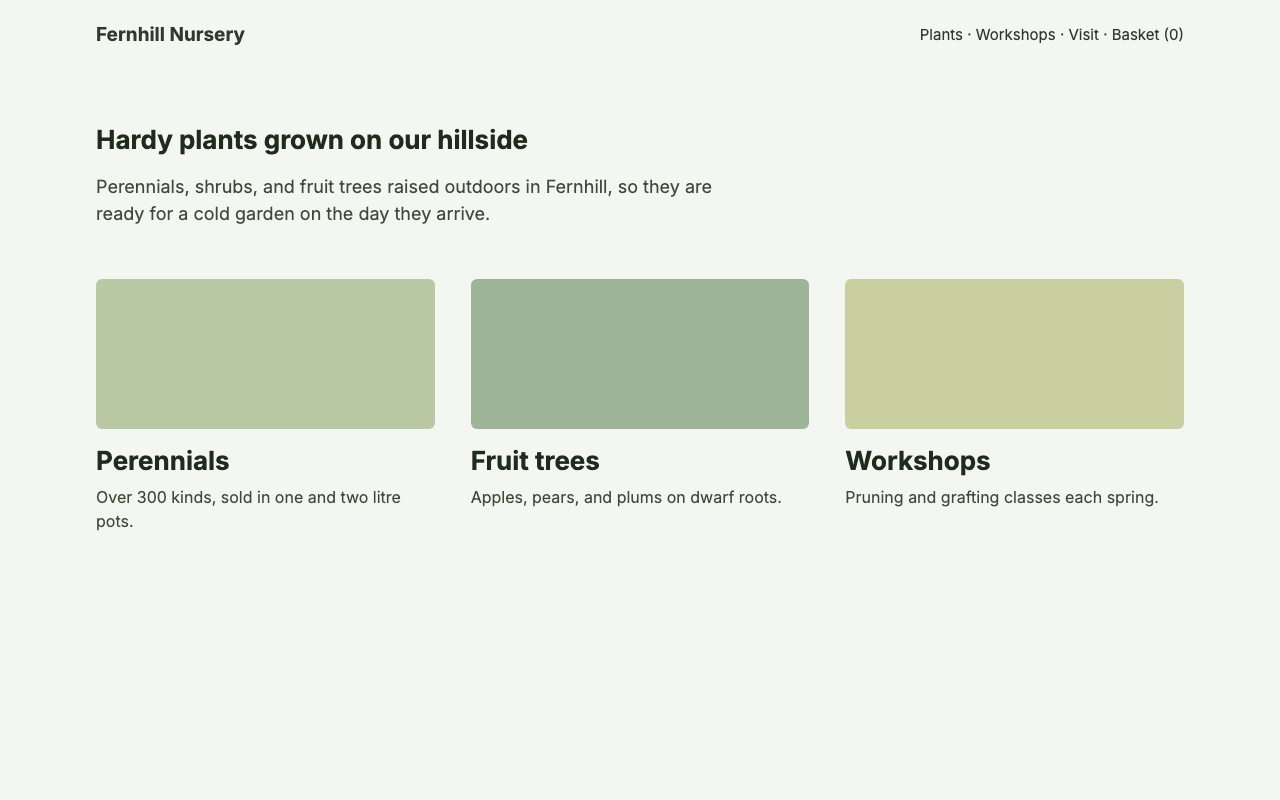 Fernhill Nursery
Plants · Workshops · Visit · Basket (0)
Hardy plants grown on our hillside
Perennials, shrubs, and fruit trees raised outdoors in Fernhill, so they are
ready for a cold garden on the day they arrive.
Perennials
Over 300 kinds, sold in one and two litre
pots.
Fruit trees
Apples, pears, and plums on dwarf roots.
Workshops
Pruning and grafting classes each spring.